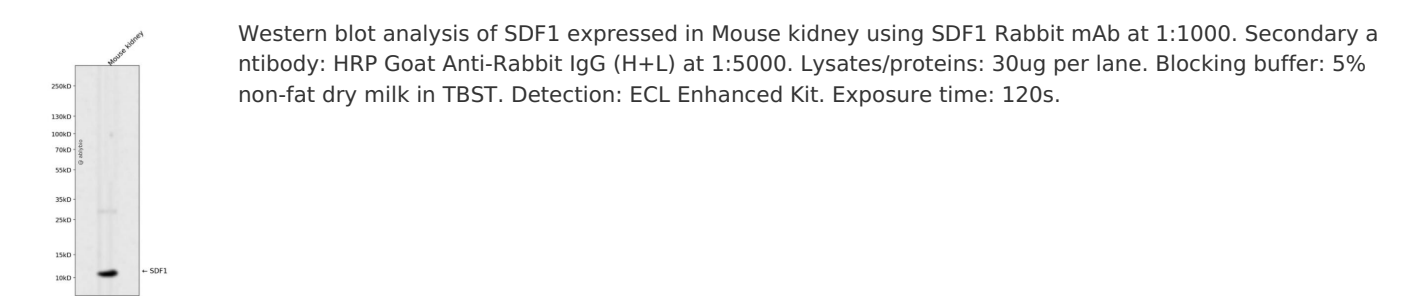 Mouse kidney
Western blot analysis of SDF1 expressed in Mouse kidney using SDF1 Rabbit mAb at 1:1000. Secondary a
ntibody: HRP Goat Anti-Rabbit IgG (H+L) at 1:5000. Lysates/proteins: 30ug per lane. Blocking buffer: 5%
non-fat dry milk in TBST. Detection: ECL Enhanced Kit. Exposure time: 120s.
250kD
130kD
100kD
70kD
55kD
35kD
25kD
15kD
10kD
← SDF1
@ ablybio